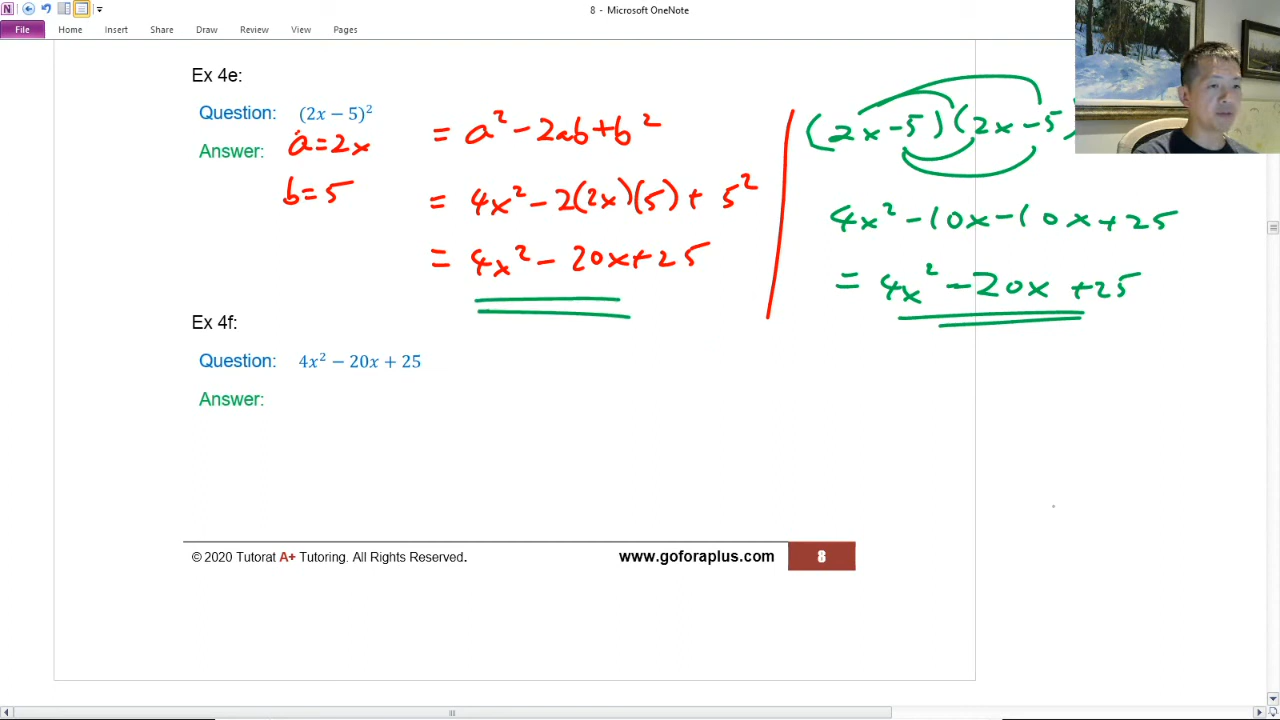 8 - Microsoft OneNote
File Home Insert Share Draw Review View Pages
Ex 4e:
Question: (2x − 5)²
a=2x
Answer:
b=5
= a² - 2ab + b²
= 4x² - 2(2x)(5) + 5²
= 4x² - 20x + 25
(2x-5)(2x-5)
4x² - 10x - 10x + 25
= 4x² - 20x + 25
Ex 4f:
Question: 4x² − 20x + 25
Answer:
© 2020 Tutorat A+ Tutoring. All Rights Reserved.
www.goforaplus.com
8